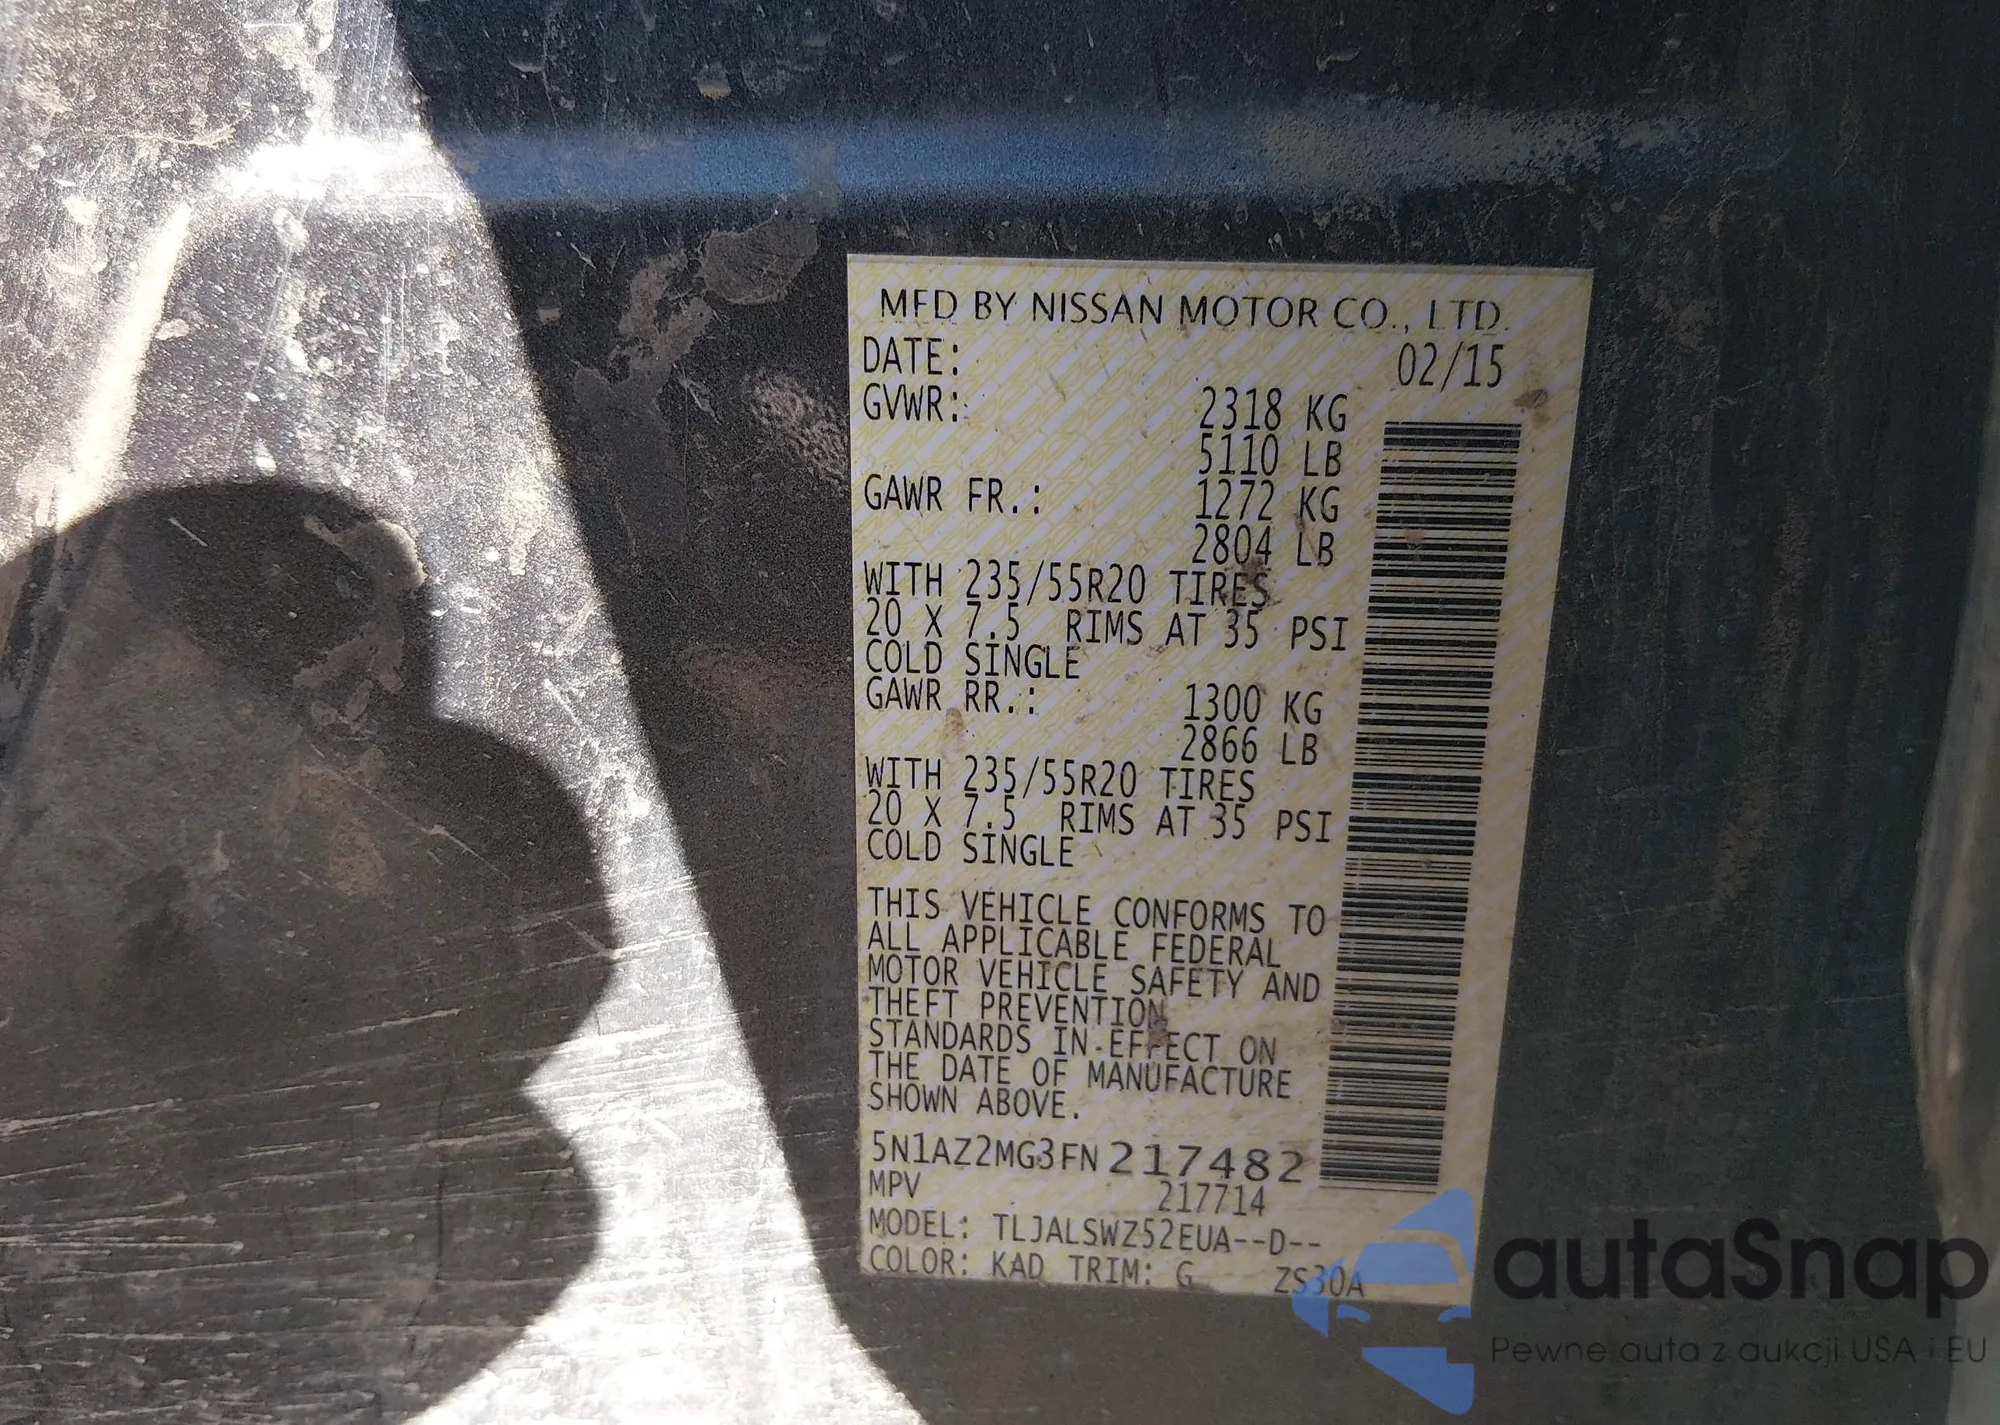 MFD BY NISSAN MOTOR CO., LTD.
DATE: 02/15
GVWR: 2318 KG
5110 LB
GAWR FR.: 1272 KG
2804 LB
WITH 235/55R20 TIRES
20 X 7.5 RIMS AT 35 PSI
COLD SINGLE
GAWR RR.: 1300 KG
2866 LB
WITH 235/55R20 TIRES
20 X 7.5 RIMS AT 35 PSI
COLD SINGLE
THIS VEHICLE CONFORMS TO
ALL APPLICABLE FEDERAL
MOTOR VEHICLE SAFETY AND
THEFT PREVENTION
STANDARDS IN EFFECT ON
THE DATE OF MANUFACTURE
SHOWN ABOVE.
5N1AZ2MG3FN217482
MPV 217714
MODEL: TLJALSWZ52EUA--D--
COLOR: KAD TRIM: G ZS30A
autaSnap
Pewne auta z aukcji USA i EU